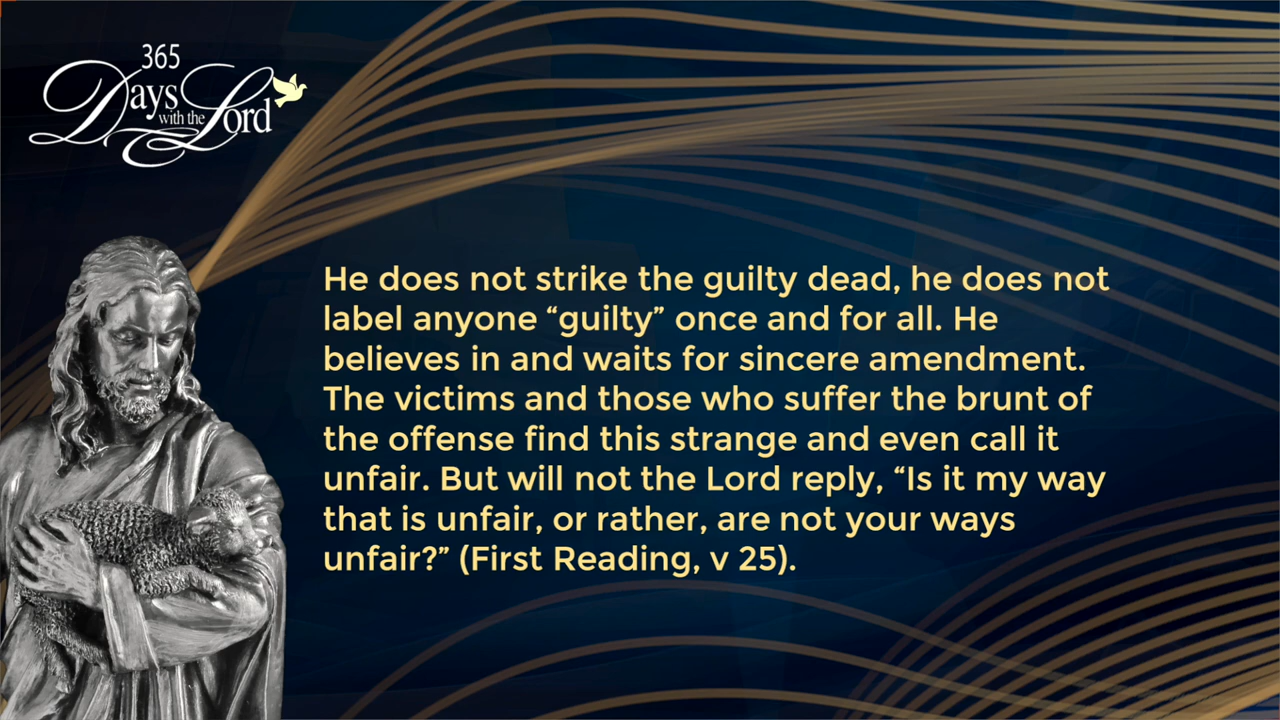 365
Days with the Lord
He does not strike the guilty dead, he does not
label anyone “guilty” once and for all. He
believes in and waits for sincere amendment.
The victims and those who suffer the brunt of
the offense find this strange and even call it
unfair. But will not the Lord reply, “Is it my way
that is unfair, or rather, are not your ways
unfair?” (First Reading, v 25).